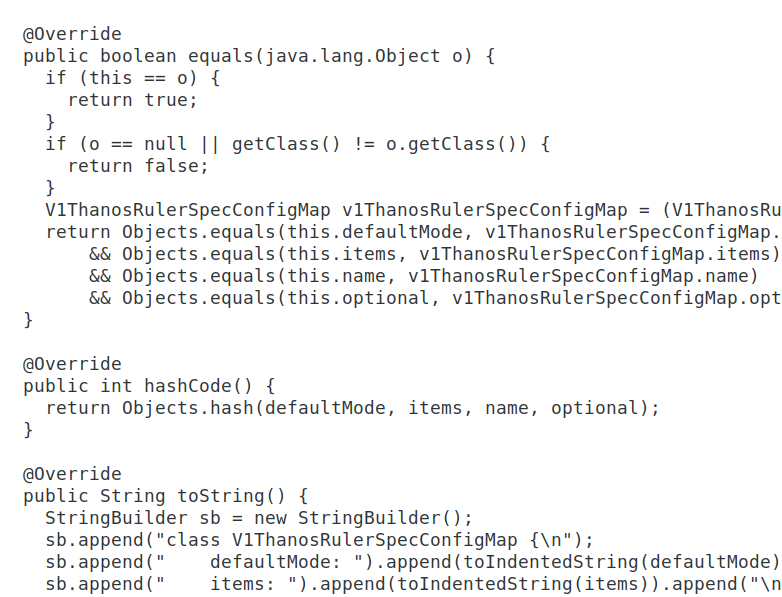 @Override
public boolean equals(java.lang.Object o) {
  if (this == o) {
    return true;
  }
  if (o == null || getClass() != o.getClass()) {
    return false;
  }
  V1ThanosRulerSpecConfigMap v1ThanosRulerSpecConfigMap = (V1ThanosRu
  return Objects.equals(this.defaultMode, v1ThanosRulerSpecConfigMap.
      && Objects.equals(this.items, v1ThanosRulerSpecConfigMap.items)
      && Objects.equals(this.name, v1ThanosRulerSpecConfigMap.name)
      && Objects.equals(this.optional, v1ThanosRulerSpecConfigMap.opt
}

@Override
public int hashCode() {
  return Objects.hash(defaultMode, items, name, optional);
}

@Override
public String toString() {
  StringBuilder sb = new StringBuilder();
  sb.append("class V1ThanosRulerSpecConfigMap {\n");
  sb.append("    defaultMode: ").append(toIndentedString(defaultMode)
  sb.append("    items: ").append(toIndentedString(items)).append("\n